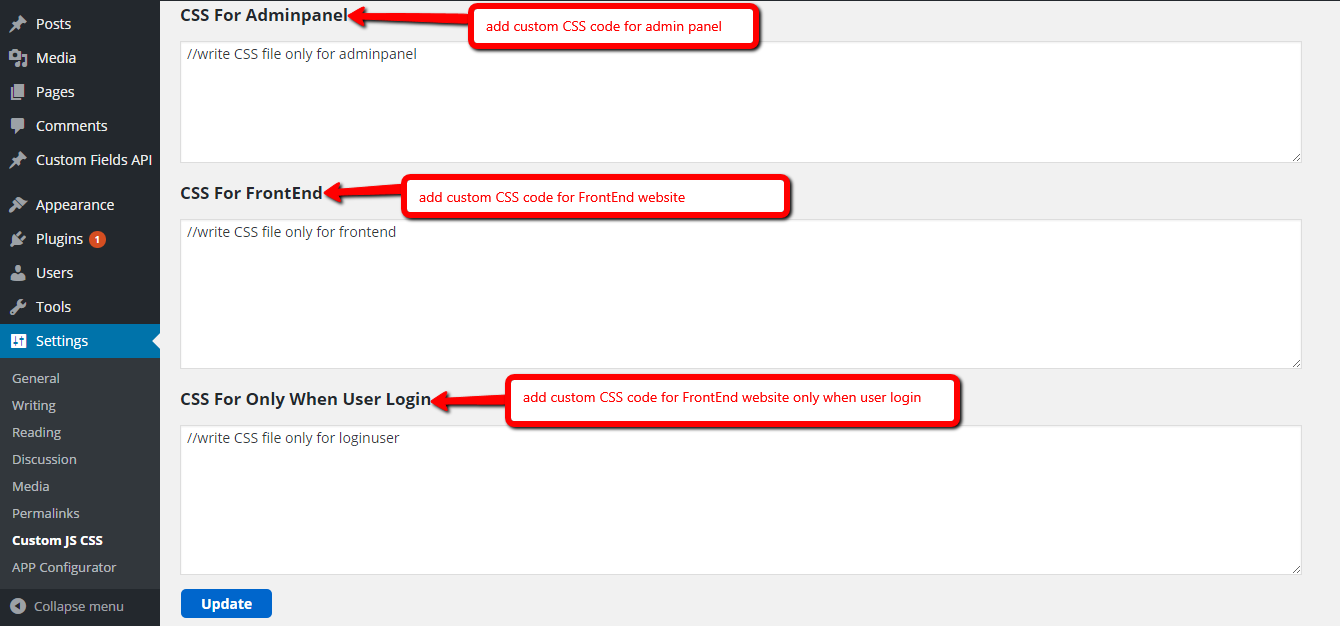 Posts
Media
Pages
Comments
Custom Fields API
Appearance
Plugins 1
Users
Tools
Settings
General
Writing
Reading
Discussion
Media
Permalinks
Custom JS CSS
APP Configurator
Collapse menu
CSS For Adminpanel
add custom CSS code for admin panel
//write CSS file only for adminpanel
CSS For FrontEnd
add custom CSS code for FrontEnd website
//write CSS file only for frontend
CSS For Only When User Login
add custom CSS code for FrontEnd website only when user login
//write CSS file only for loginuser
Update